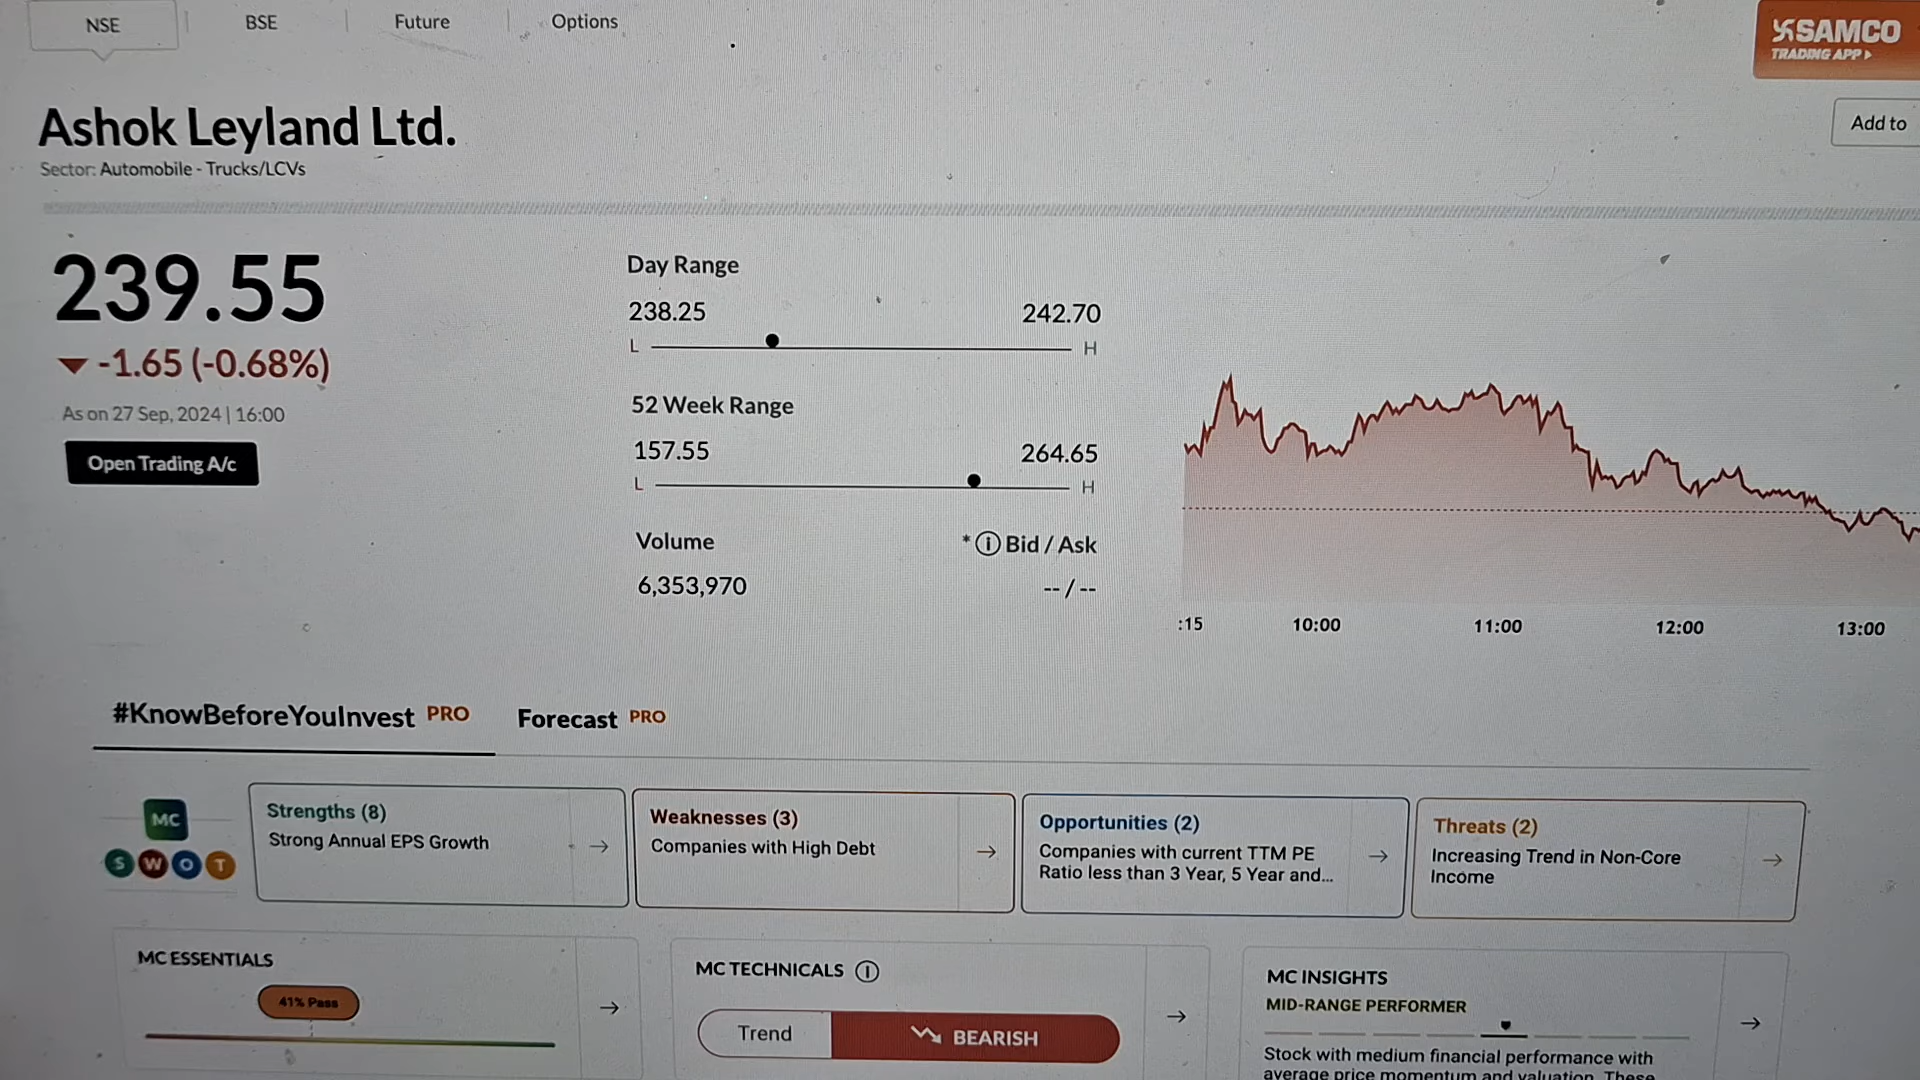 NSE
BSE
Future
Options
SAMCO
TRADING APP
Ashok Leyland Ltd.
Add to
Sector: Automobile - Trucks/LCVs
239.55
-1.65 (-0.68%)
As on 27 Sep, 2024 | 16:00
Open Trading A/c
Day Range
238.25 242.70
L H
52 Week Range
157.55 264.65
L H
Volume
* Bid / Ask
6,353,970
-- / --
:15 10:00 11:00 12:00 13:00
#KnowBeforeYouInvest PRO
Forecast PRO
MC
S W O T
Strengths (8)
Strong Annual EPS Growth
Weaknesses (3)
Companies with High Debt
Opportunities (2)
Companies with current TTM PE
Ratio less than 3 Year, 5 Year and...
Threats (2)
Increasing Trend in Non-Core
Income
MC ESSENTIALS
41% Pass
MC TECHNICALS
Trend
BEARISH
MC INSIGHTS
MID-RANGE PERFORMER
Stock with medium financial performance with
average price momentum and valuation. These